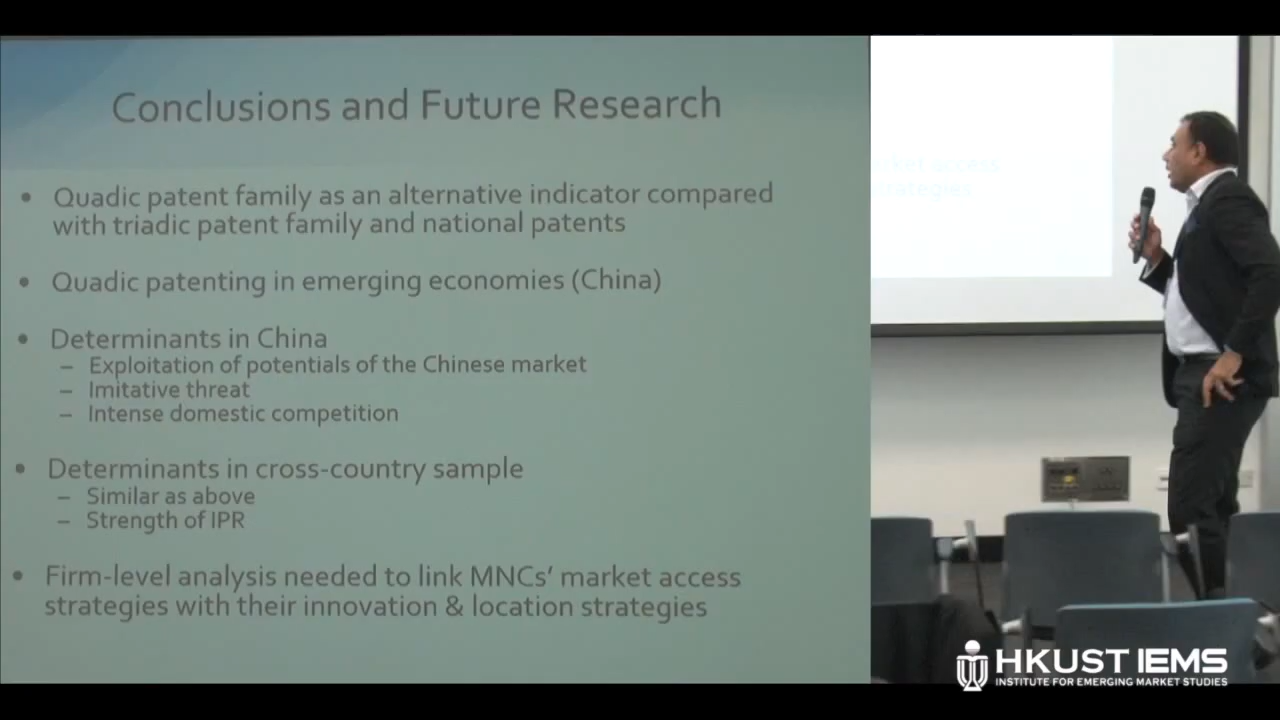 Conclusions and Future Research
• Quadic patent family as an alternative indicator compared
with triadic patent family and national patents
• Quadic patenting in emerging economies (China)
• Determinants in China
– Exploitation of potentials of the Chinese market
– Imitative threat
– Intense domestic competition
• Determinants in cross-country sample
– Similar as above
– Strength of IPR
• Firm-level analysis needed to link MNCs’ market access
strategies with their innovation & location strategies
access
HKUST IEMS
INSTITUTE FOR EMERGING MARKET STUDIES